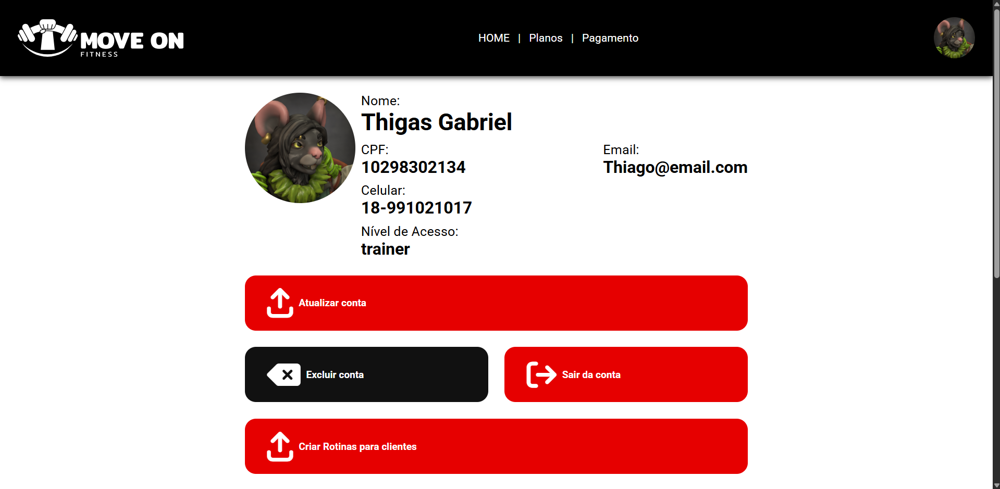 MOVE ON
FITNESS
HOME | Planos | Pagamento
Nome:
Thigas Gabriel
CPF:
10298302134
Email:
Thiago@email.com
Celular:
18-991021017
Nível de Acesso:
trainer
Atualizar conta
Excluir conta
Sair da conta
Criar Rotinas para clientes